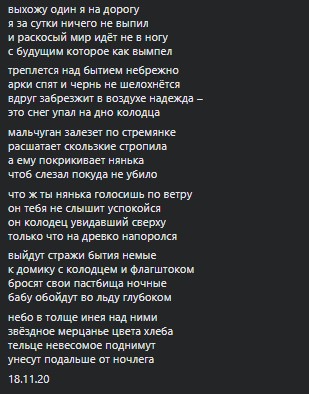 выхожу один я на дорогу
я за сутки ничего не выпил
и раскосый мир идёт не в ногу
с будущим которое как вымпел
треплется над бытием небрежно
арки спят и чернь не шелохнётся
вдруг забрезжит в воздухе надежда –
это снег упал на дно колодца
мальчуган залезет по стремянке
расшатает скользкие стропила
а ему покрикивает нянька
чтоб слезал покуда не убило
что ж ты нянька голосишь по ветру
он тебя не слышит успокойся
он колодец увидавший сверху
только что на древко напоролся
выйдут стражи бытия немые
к домику с колодцем и флагштоком
бросят свои пастбища ночные
бабу обойдут во льду глубоком
небо в толще инея над ними
звёздное мерцанье цвета хлеба
тельце невесомое поднимут
унесут подальше от ночлега
18.11.20